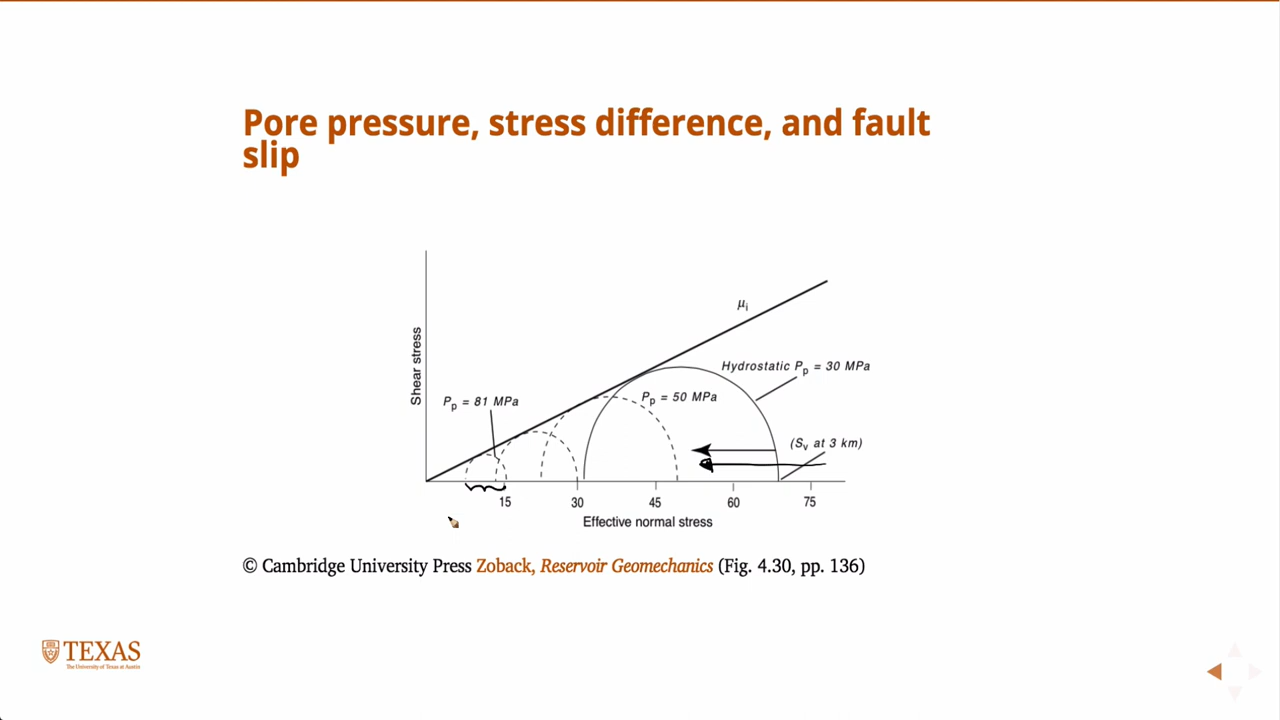 Pore pressure, stress difference, and fault
slip
μi
Hydrostatic Pp = 30 MPa
Pp = 81 MPa
Pp = 50 MPa
(Sv at 3 km)
Shear stress
15 30 45 60 75
Effective normal stress
© Cambridge University Press Zoback, Reservoir Geomechanics (Fig. 4.30, pp. 136)
TEXAS
The University of Texas at Austin